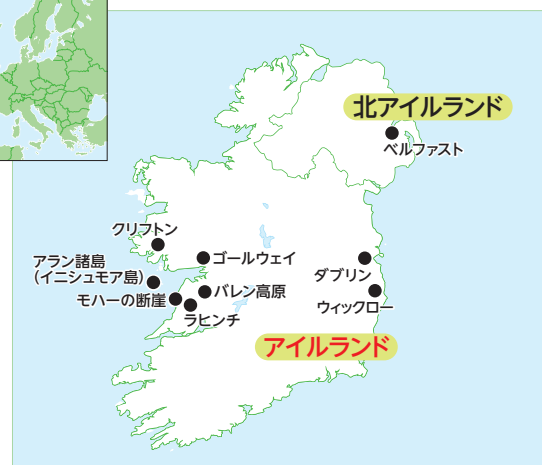 北アイルランド
ベルファスト
クリフトン
ゴールウェイ
アラン諸島
（イニシュモア島）
ダブリン
バレン高原
モハーの断崖
ウィックロー
ラヒンチ
アイルランド